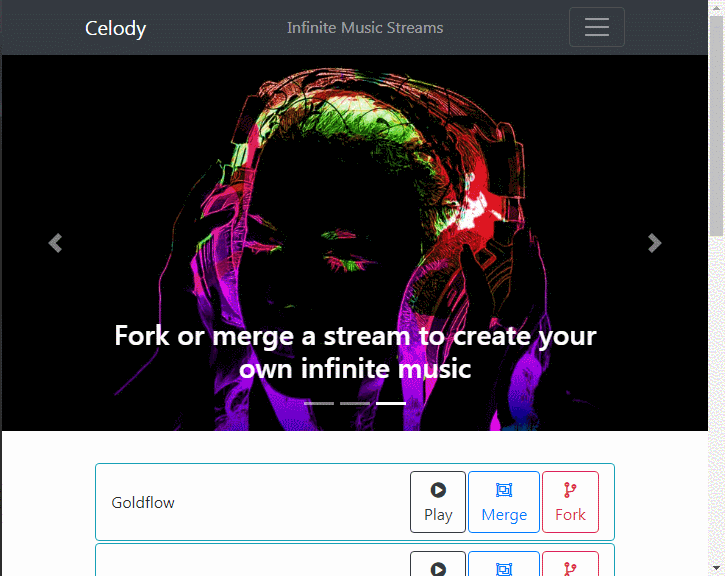 Celody
Infinite Music Streams
Fork or merge a stream to create your
own infinite music
Goldflow
Play
Merge
Fork